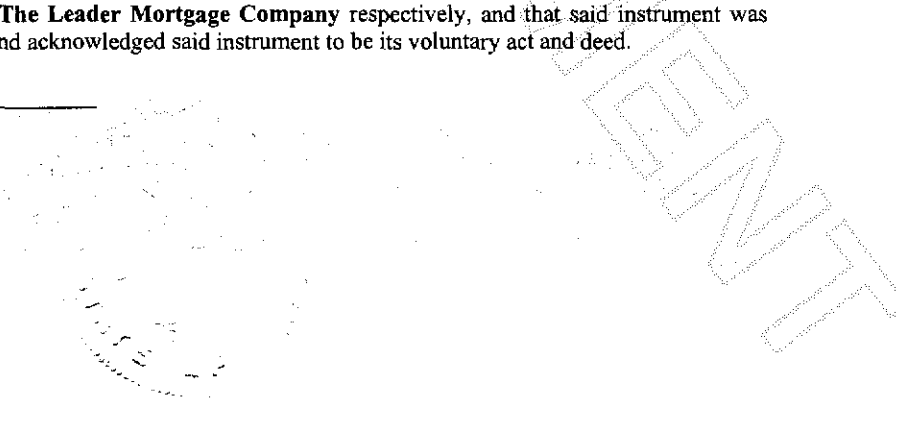 The Leader Mortgage Company respectively, and that said instrument was
nd acknowledged said instrument to be its voluntary act and deed.
ENT